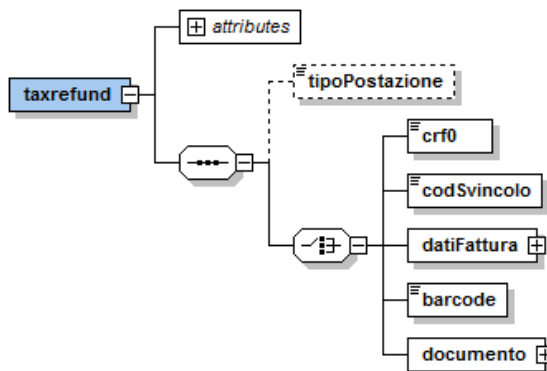 attributes
taxrefund
tipoPostazione
crf0
codSvincolo
datiFattura
barcode
documento